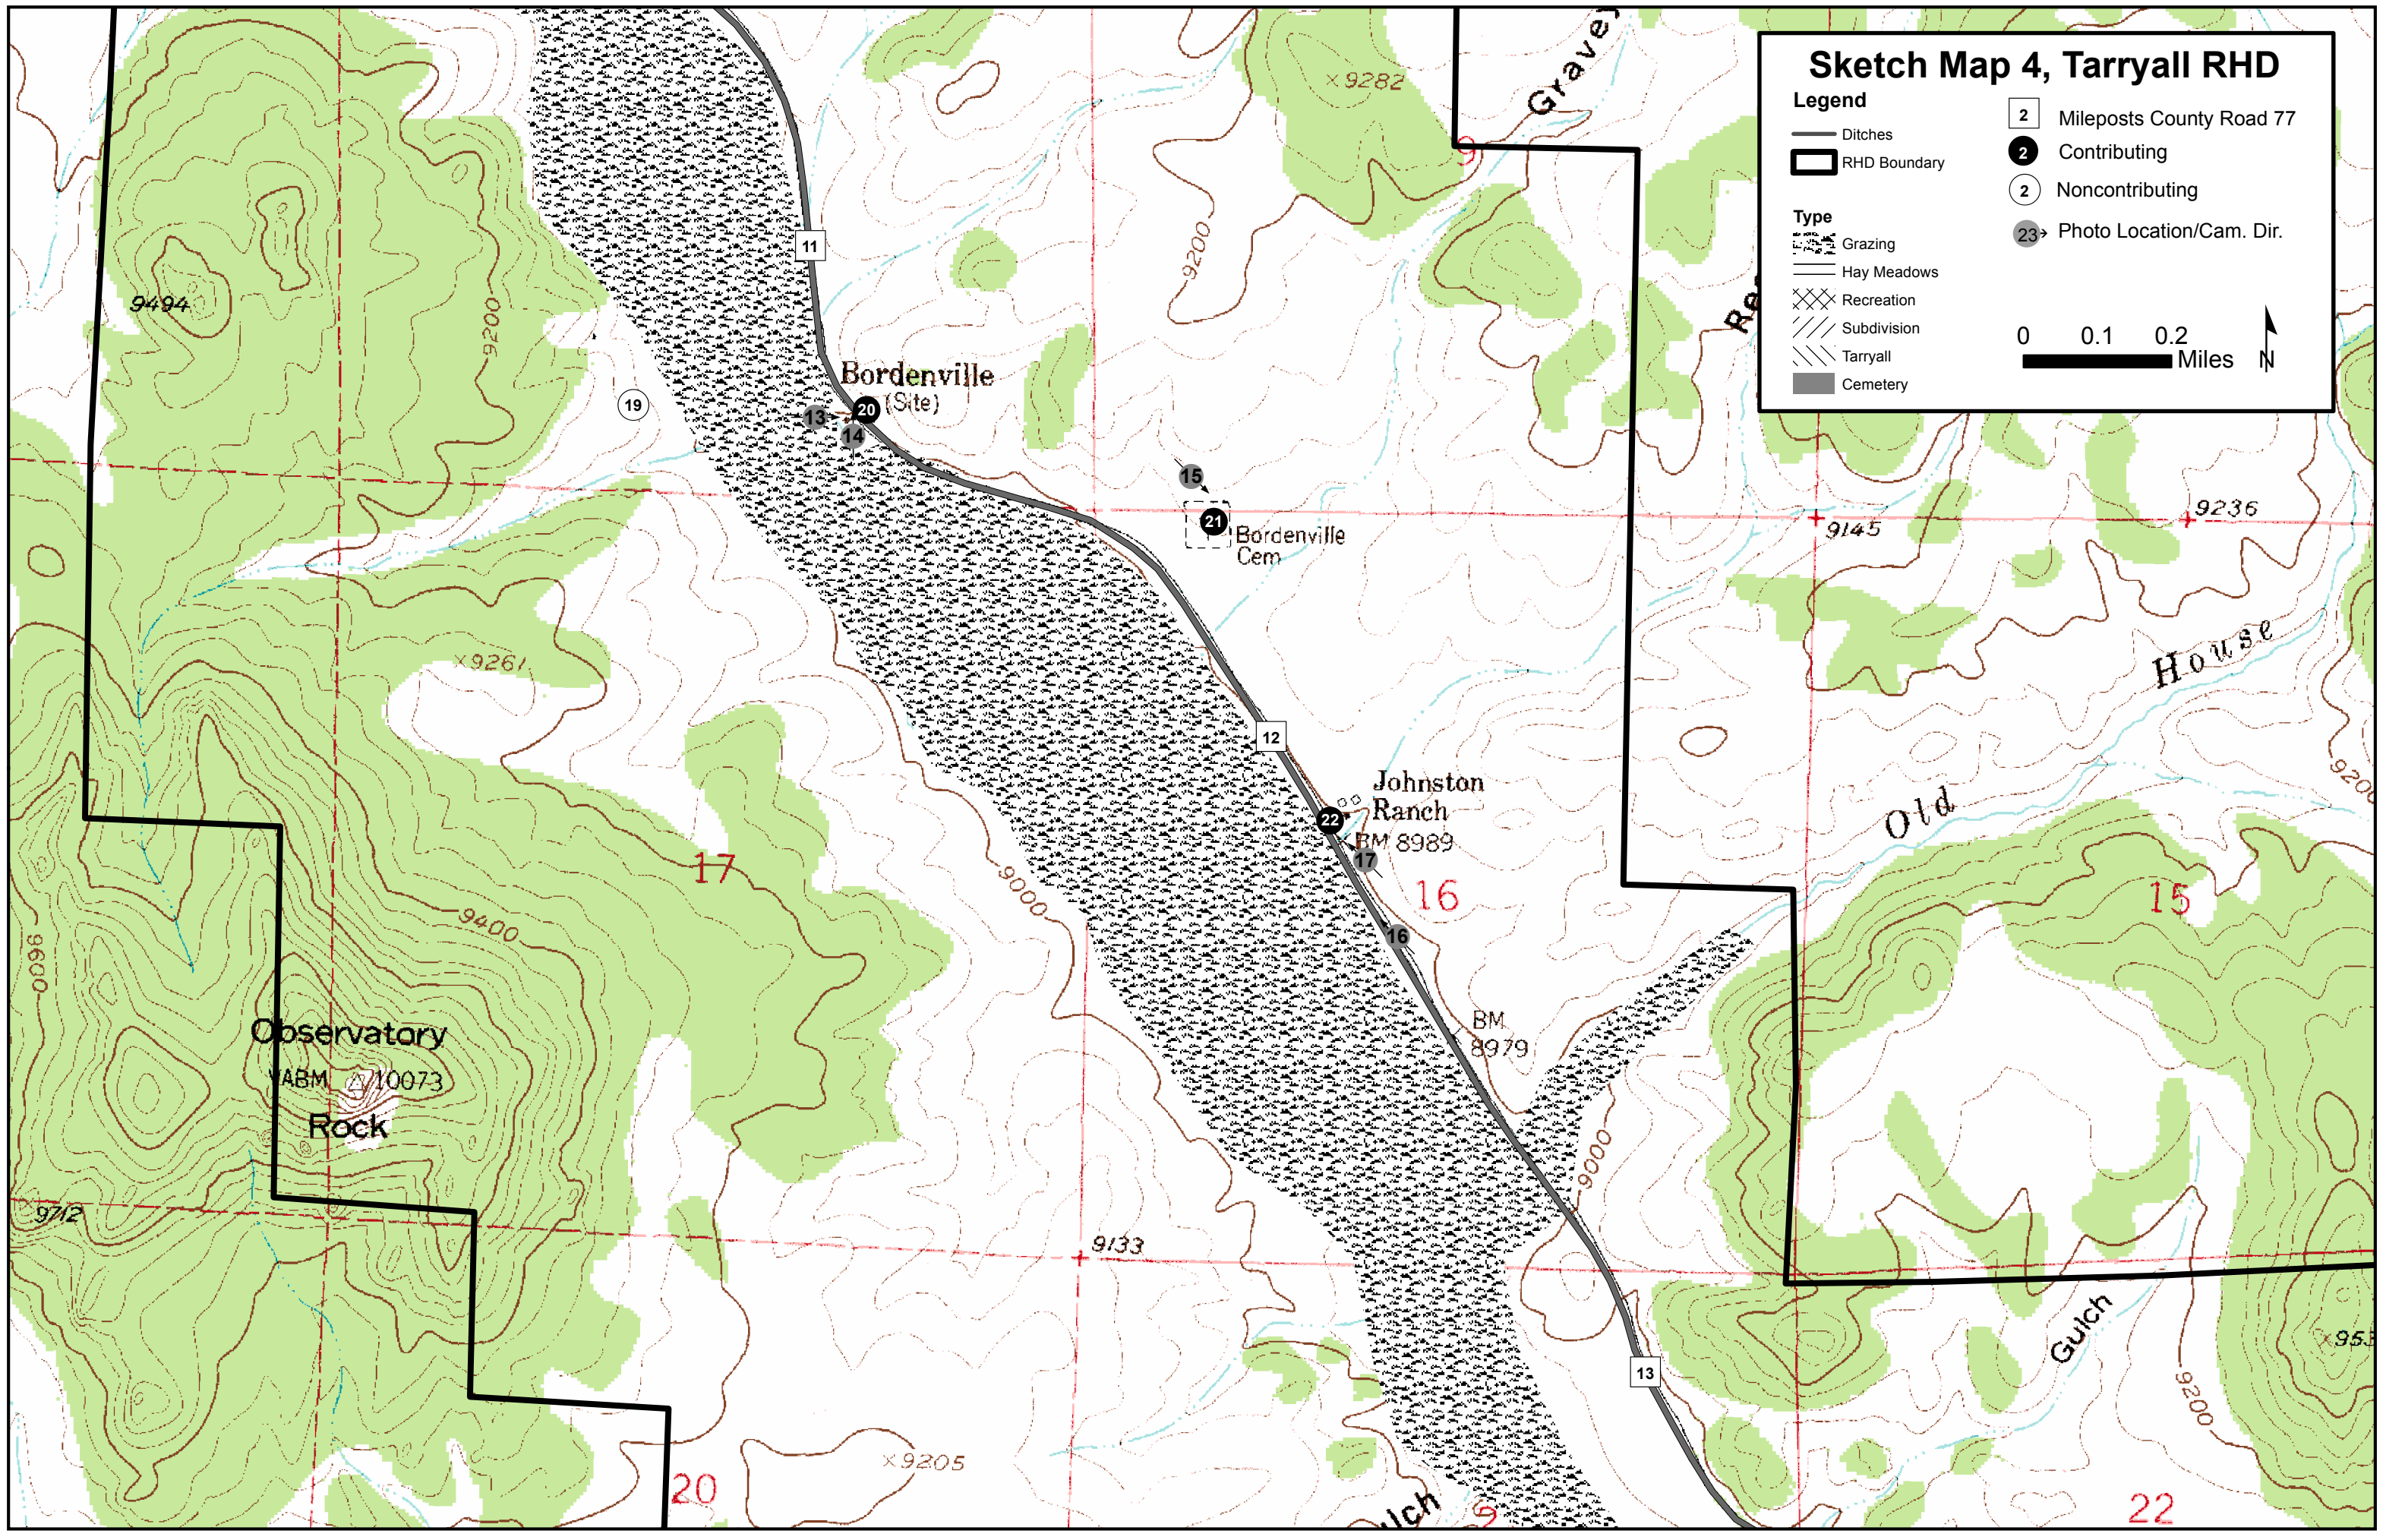 Sketch Map 4, Tarryall RHD
Legend
Ditches
RHD Boundary
Type
Grazing
Hay Meadows
Recreation
Subdivision
Tarryall
Cemetery
2 Mileposts County Road 77
2 Contributing
2 Noncontributing
23 Photo Location/Cam. Dir.
0 0.1 0.2
Miles
N
×9282
9
9200
11
9494
9200
Bordenville
(Site)
19
13
20
14
15
21
Bordenville
Cem
9145
9236
House
×9261
12
Johnston
Ranch
22
BM 8989
17
Old
9200
17
16
15
9000
9400
9600
16
BM
8979
Observatory
VABM 10073
Rock
9000
9712
9133
Gulch
13
9200
×9205
20
22